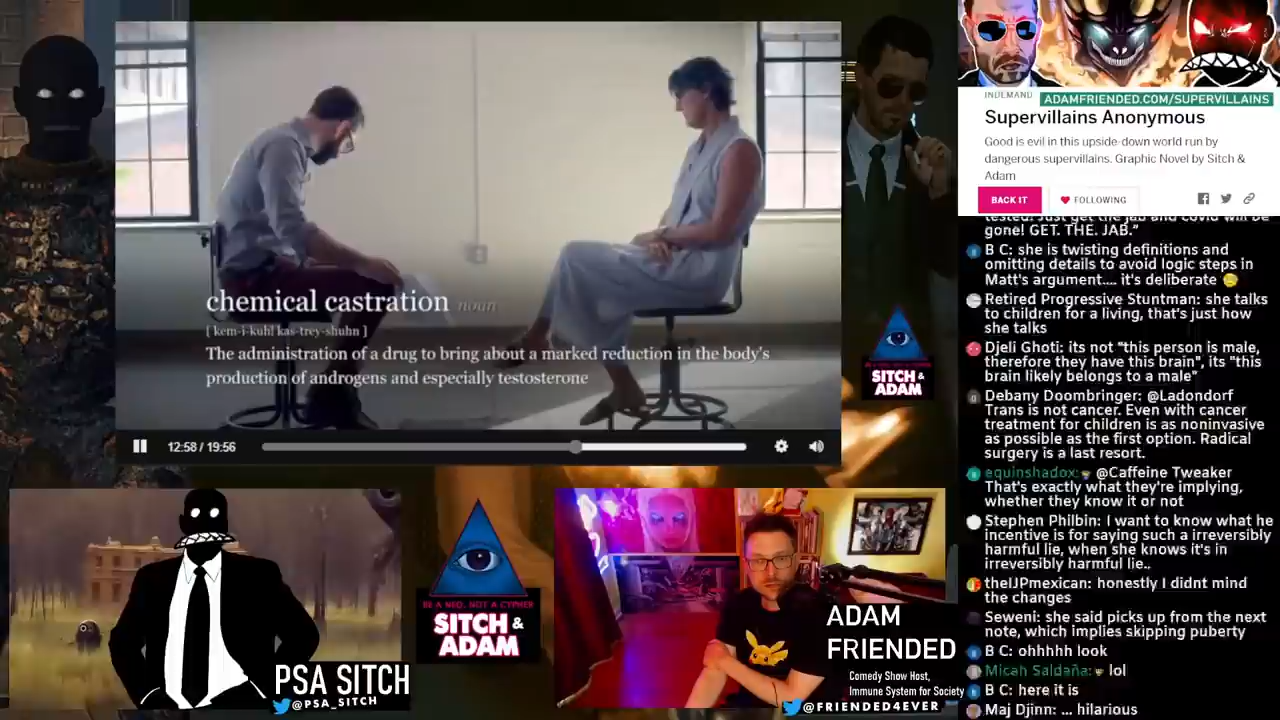 chemical castration noun
[ kem-i-kuhl kas-trey-shuhn ]
The administration of a drug to bring about a marked reduction in the body's
production of androgens and especially testosterone
12:58 / 19:56
SITCH &
ADAM
BE A NEO, NOT A CYPHER
SITCH &
ADAM
PSA SITCH
@PSA_SITCH
ADAM
FRIENDED
Comedy Show Host,
Immune System for Society
@FRIENDED4EVER
INDEMAND
ADAMFRIENDED.COM/SUPERVILLAINS
Supervillains Anonymous
Good is evil in this upside-down world run by
dangerous supervillains. Graphic Novel by Sitch &
Adam
BACK IT
FOLLOWING
tested! Just get the jab and covid will be
gone! GET. THE. JAB."
B C: she is twisting definitions and
omitting details to avoid logic steps in
Matt's argument.... it's deliberate
Retired Progressive Stuntman: she talks
to children for a living, that's just how
she talks
Djeli Ghoti: its not "this person is male,
therefore they have this brain", its "this
brain likely belongs to a male"
Debany Doombringer: @Ladondorf
Trans is not cancer. Even with cancer
treatment for children is as noninvasive
as possible as the first option. Radical
surgery is a last resort.
equinshadox: @Caffeine Tweaker
That's exactly what they're implying,
whether they know it or not
Stephen Philbin: I want to know what he
incentive is for saying such a irreversibly
harmful lie, when she knows it's in
irreversibly harmful lie..
theIJPmexican: honestly I didnt mind
the changes
Seweni: she said picks up from the next
note, which implies skipping puberty
B C: ohhhhh look
Micah Saldaña: lol
B C: here it is
Maj Djinn: ... hilarious